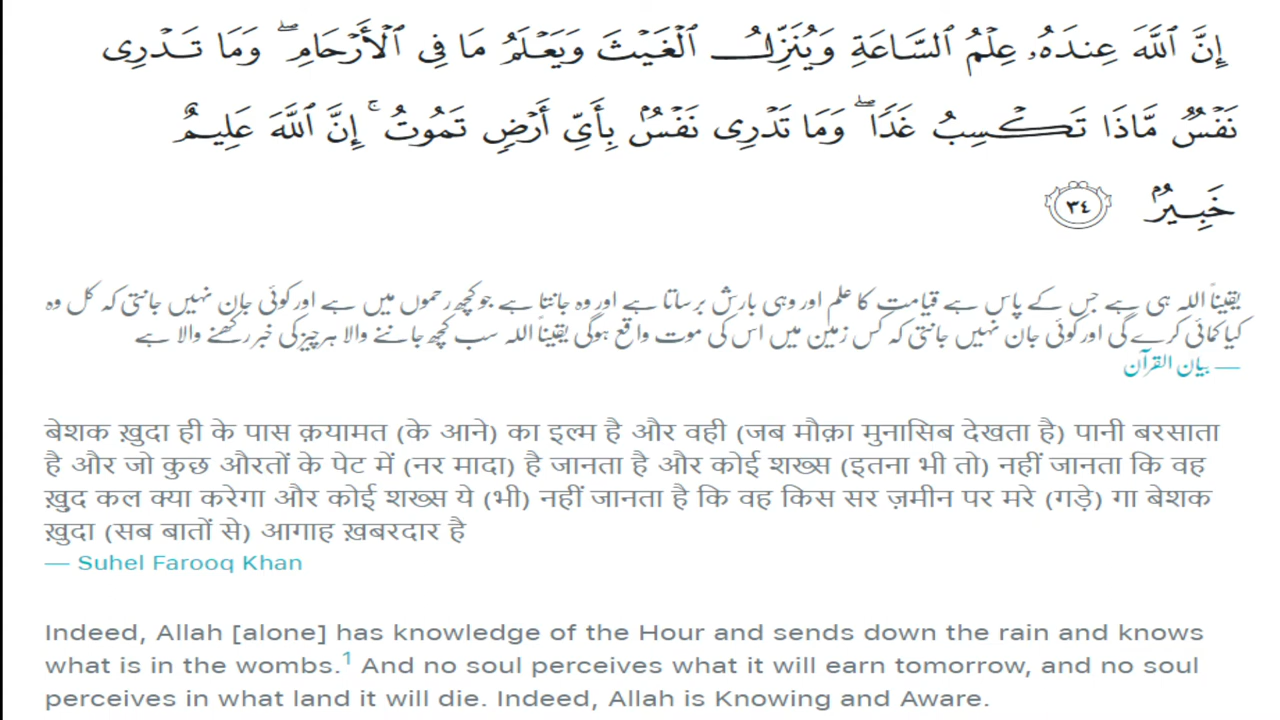 إِنَّ ٱللَّهَ عِندَهُۥ عِلْمُ ٱلسَّاعَةِ وَيُنَزِّلُ ٱلْغَيْثَ وَيَعْلَمُ مَا فِى ٱلْأَرْحَامِ ۖ وَمَا تَدْرِى
نَفْسٌ مَّاذَا تَكْسِبُ غَدًا ۖ وَمَا تَدْرِى نَفْسٌۢ بِأَىِّ أَرْضٍ تَمُوتُ ۚ إِنَّ ٱللَّهَ عَلِيمٌ
خَبِيرٌۢ ٣٤
یقیناً اللہ ہی ہے جس کے پاس ہے قیامت کا علم اور وہی بارش برساتا ہے اور وہ جانتا ہے جو کچھ رحموں میں ہے اور کوئی جان نہیں جانتی کہ کل وہ
کیا کمائی کرے گی اور کوئی جان نہیں جانتی کہ کس زمین میں اس کی موت واقع ہوگی یقیناً اللہ سب کچھ جاننے والا ہرچیز کی خبر رکھنے والا ہے
— بیان القرآن
बेशक ख़ुदा ही के पास क़यामत (के आने) का इल्म है और वही (जब मौक़ा मुनासिब देखता है) पानी बरसाता
है और जो कुछ औरतों के पेट में (नर मादा) है जानता है और कोई शख्स (इतना भी तो) नहीं जानता कि वह
ख़ुद कल क्या करेगा और कोई शख्स ये (भी) नहीं जानता है कि वह किस सर ज़मीन पर मरे (गड़े) गा बेशक
ख़ुदा (सब बातों से) आगाह ख़बरदार है
— Suhel Farooq Khan
Indeed, Allah [alone] has knowledge of the Hour and sends down the rain and knows
what is in the wombs.1 And no soul perceives what it will earn tomorrow, and no soul
perceives in what land it will die. Indeed, Allah is Knowing and Aware.